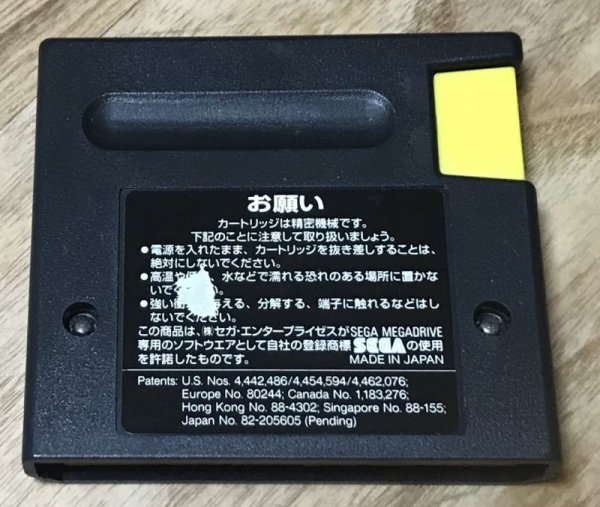 お願い
カートリッジは精密機械です。
下記のことに注意して取り扱いましょう。
●電源を入れたまま、カートリッジを抜き差しすることは、
絶対にしないでください。
●高温や低温、水などで濡れる恐れのある場所に置かな
いでください。
●強い衝 与える、分解する、端子に触れるなどはし
ないでください。
この商品は、㈱セガ・エンタープライゼスがSEGA MEGADRIVE
専用のソフトウエアとして自社の登録商標 SEGA の使用
を許諾したものです。
MADE IN JAPAN
Patents: U.S. Nos. 4,442,486/4,454,594/4,462,076;
Europe No. 80244; Canada No. 1,183,276;
Hong Kong No. 88-4302; Singapore No. 88-155;
Japan No. 82-205605 (Pending)